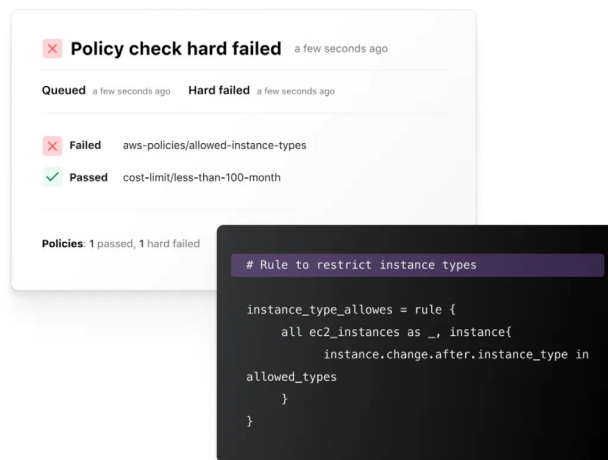 Policy check hard failed a few seconds ago
Queued a few seconds ago Hard failed a few seconds ago
Failed aws-policies/allowed-instance-types
Passed cost-limit/less-than-100-month
Policies: 1 passed, 1 hard failed
# Rule to restrict instance types
instance_type_allowes = rule {
all ec2_instances as _, instance{
instance.change.after.instance_type in
allowed_types
}
}